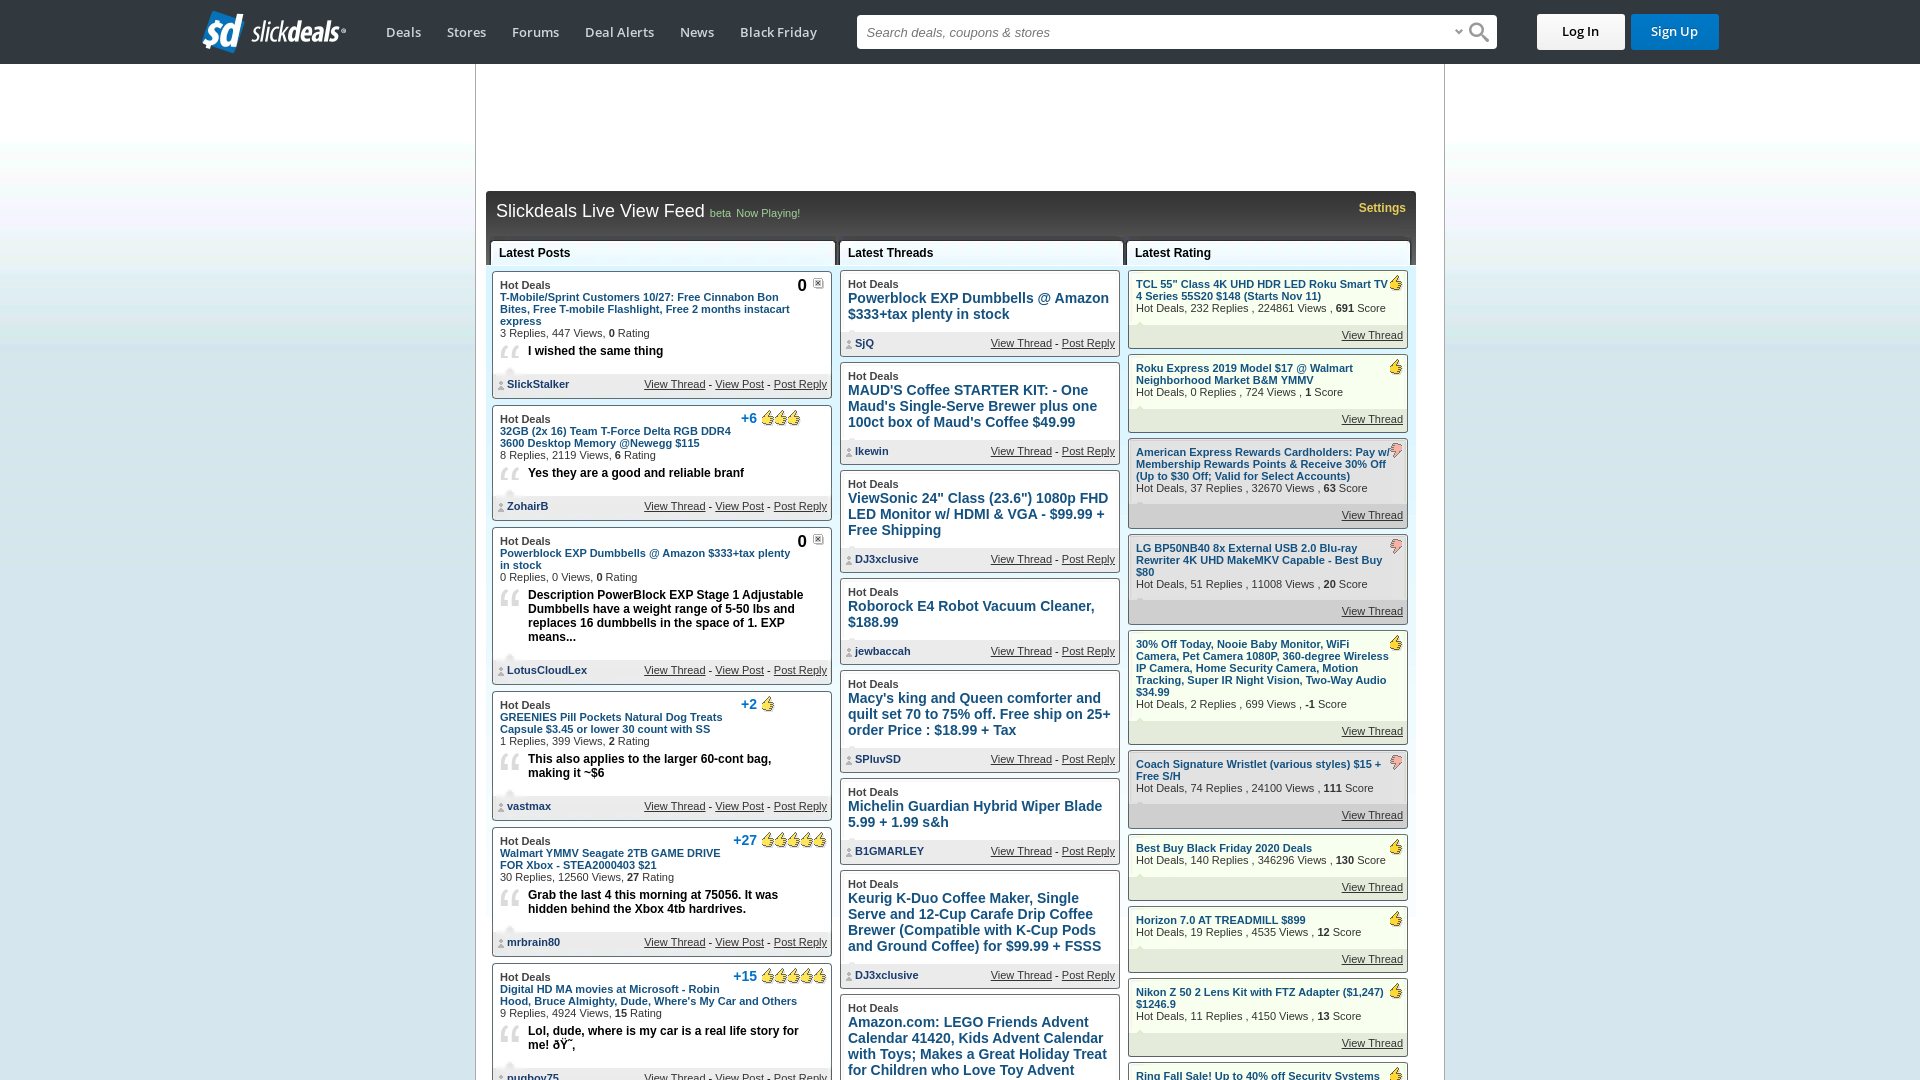 sd slickdeals
Deals
Stores
Forums
Deal Alerts
News
Black Friday
Search deals, coupons & stores
Log In
Sign Up
Slickdeals Live View Feed beta Now Playing!
Settings
Latest Posts
Hot Deals
0
T-Mobile/Sprint Customers 10/27: Free Cinnabon Bon
Bites, Free T-mobile Flashlight, Free 2 months instacart
express
3 Replies, 447 Views, 0 Rating
I wished the same thing
SlickStalker
View Thread - View Post - Post Reply
Hot Deals
+6
32GB (2x 16) Team T-Force Delta RGB DDR4
3600 Desktop Memory @Newegg $115
8 Replies, 2119 Views, 6 Rating
Yes they are a good and reliable branf
ZohairB
View Thread - View Post - Post Reply
Hot Deals
0
Powerblock EXP Dumbbells @ Amazon $333+tax plenty
in stock
0 Replies, 0 Views, 0 Rating
Description PowerBlock EXP Stage 1 Adjustable
Dumbbells have a weight range of 5-50 lbs and
replaces 16 dumbbells in the space of 1. EXP
means...
LotusCloudLex
View Thread - View Post - Post Reply
Hot Deals
+2
GREENIES Pill Pockets Natural Dog Treats
Capsule $3.45 or lower 30 count with SS
1 Replies, 399 Views, 2 Rating
This also applies to the larger 60-cont bag,
making it ~$6
vastmax
View Thread - View Post - Post Reply
Hot Deals
+27
Walmart YMMV Seagate 2TB GAME DRIVE
FOR Xbox - STEA2000403 $21
30 Replies, 12560 Views, 27 Rating
Grab the last 4 this morning at 75056. It was
hidden behind the Xbox 4tb hardrives.
mrbrain80
View Thread - View Post - Post Reply
Hot Deals
+15
Digital HD MA movies at Microsoft - Robin
Hood, Bruce Almighty, Dude, Where's My Car and Others
9 Replies, 4924 Views, 15 Rating
Lol, dude, where is my car is a real life story for
me! ðŸ˜‚
pugboy75
View Thread - View Post - Post Reply
Latest Threads
Hot Deals
Powerblock EXP Dumbbells @ Amazon
$333+tax plenty in stock
SjQ
View Thread - Post Reply
Hot Deals
MAUD'S Coffee STARTER KIT: - One
Maud's Single-Serve Brewer plus one
100ct box of Maud's Coffee $49.99
lkewin
View Thread - Post Reply
Hot Deals
ViewSonic 24" Class (23.6") 1080p FHD
LED Monitor w/ HDMI & VGA - $99.99 +
Free Shipping
DJ3xclusive
View Thread - Post Reply
Hot Deals
Roborock E4 Robot Vacuum Cleaner,
$188.99
jewbaccah
View Thread - Post Reply
Hot Deals
Macy's king and Queen comforter and
quilt set 70 to 75% off. Free ship on 25+
order Price : $18.99 + Tax
SPluvSD
View Thread - Post Reply
Hot Deals
Michelin Guardian Hybrid Wiper Blade
5.99 + 1.99 s&h
B1GMARLEY
View Thread - Post Reply
Hot Deals
Keurig K-Duo Coffee Maker, Single
Serve and 12-Cup Carafe Drip Coffee
Brewer (Compatible with K-Cup Pods
and Ground Coffee) for $99.99 + FSSS
DJ3xclusive
View Thread - Post Reply
Hot Deals
Amazon.com: LEGO Friends Advent
Calendar 41420, Kids Advent Calendar
with Toys; Makes a Great Holiday Treat
for Children who Love Toy Advent
Latest Rating
TCL 55" Class 4K UHD HDR LED Roku Smart TV
4 Series 55S20 $148 (Starts Nov 11)
Hot Deals, 232 Replies , 224861 Views , 691 Score
View Thread
Roku Express 2019 Model $17 @ Walmart
Neighborhood Market B&M YMMV
Hot Deals, 0 Replies , 724 Views , 1 Score
View Thread
American Express Rewards Cardholders: Pay w/
Membership Rewards Points & Receive 30% Off
(Up to $30 Off; Valid for Select Accounts)
Hot Deals, 37 Replies , 32670 Views , 63 Score
View Thread
LG BP50NB40 8x External USB 2.0 Blu-ray
Rewriter 4K UHD MakeMKV Capable - Best Buy
$80
Hot Deals, 51 Replies , 11008 Views , 20 Score
View Thread
30% Off Today, Nooie Baby Monitor, WiFi
Camera, Pet Camera 1080P, 360-degree Wireless
IP Camera, Home Security Camera, Motion
Tracking, Super IR Night Vision, Two-Way Audio
$34.99
Hot Deals, 2 Replies , 699 Views , -1 Score
View Thread
Coach Signature Wristlet (various styles) $15 +
Free S/H
Hot Deals, 74 Replies , 24100 Views , 111 Score
View Thread
Best Buy Black Friday 2020 Deals
Hot Deals, 140 Replies , 346296 Views , 130 Score
View Thread
Horizon 7.0 AT TREADMILL $899
Hot Deals, 19 Replies , 4535 Views , 12 Score
View Thread
Nikon Z 50 2 Lens Kit with FTZ Adapter ($1,247)
$1246.9
Hot Deals, 11 Replies , 4150 Views , 13 Score
View Thread
Ring Fall Sale! Up to 40% off Security Systems